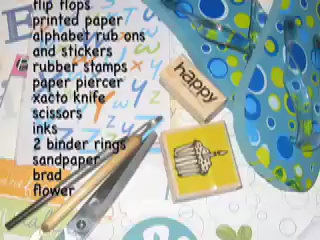 flip flops
printed paper
alphabet rub ons
and stickers
rubber stamps
paper piercer
xacto knife
scissors
inks
2 binder rings
sandpaper
brad
flower
happy